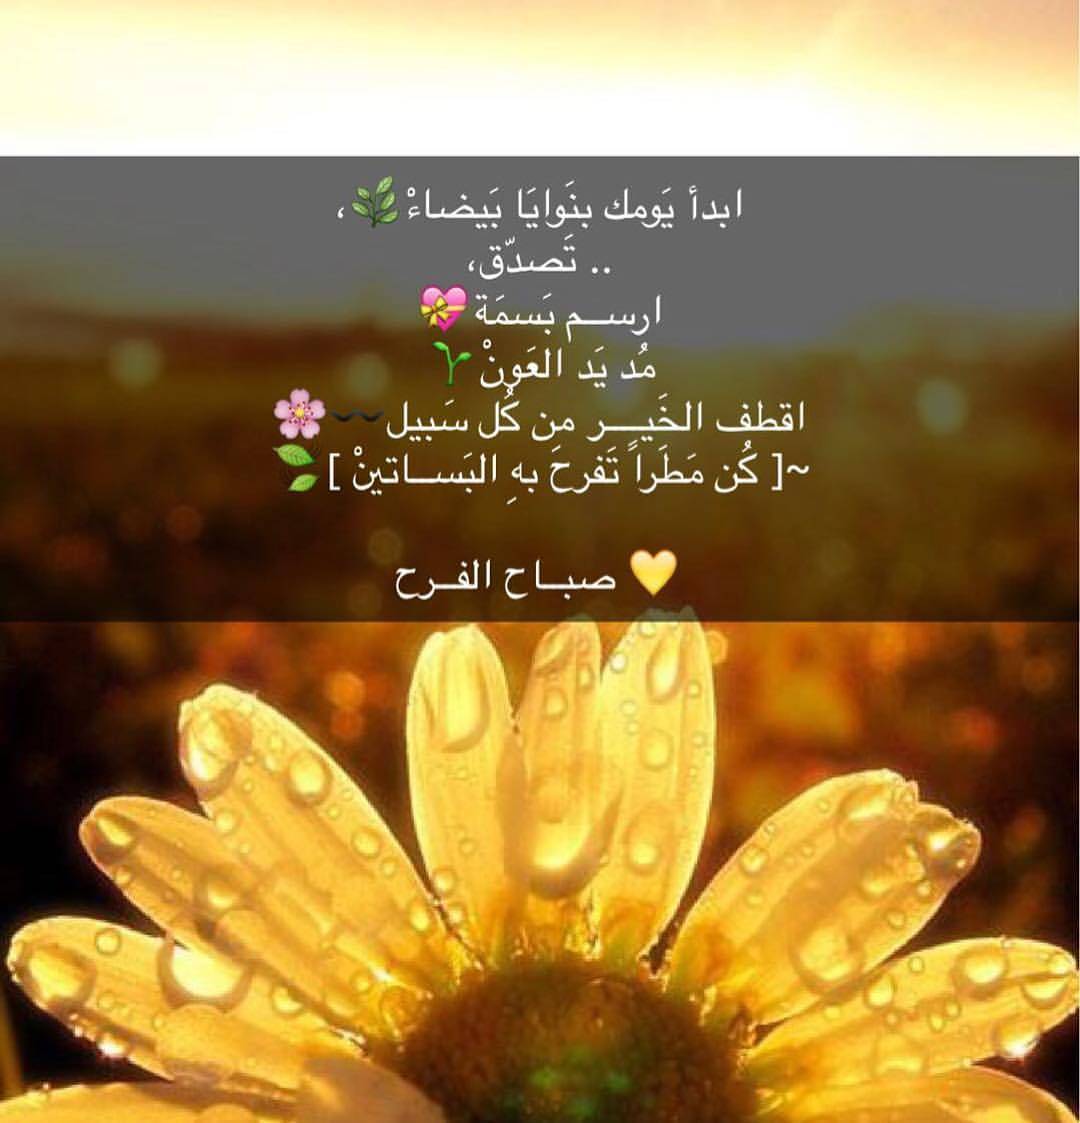 ابدأ يَومك بنَوايَا بَيضاءْ🌿،
.. تَصدّق،
ارســم بَسمَة💝
مُد يَد العَونْ🌱
اقطف الخَيـــر من كُل سَبيل〰🌸
~[ كُن مَطَراً تَفرحَ بهِ البَســاتينْ ]🍃
💛 صبــاح الفــرح